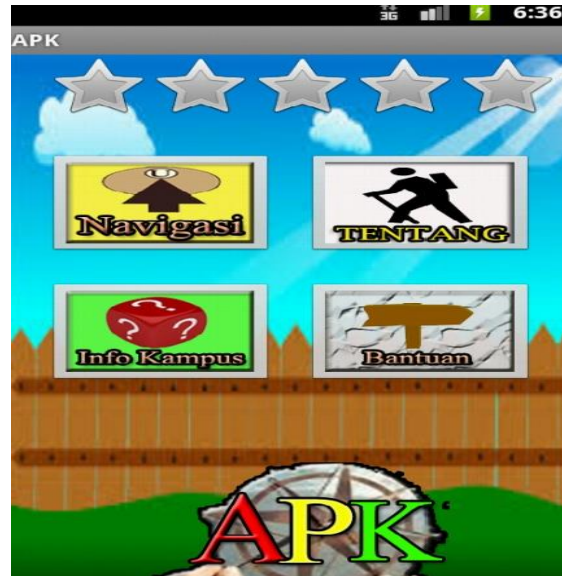 3G 6:36
APK
Navigasi
TENTANG
? ? ?
Info Kampus
Bantuan
APK